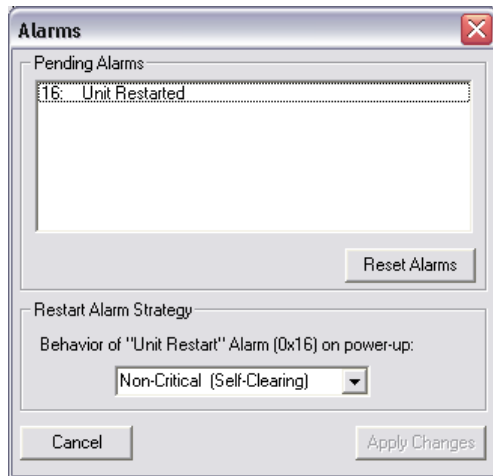 Alarms
Pending Alarms
16: Unit Restarted
Reset Alarms
Restart Alarm Strategy
Behavior of "Unit Restart" Alarm (0x16) on power-up:
Non-Critical (Self-Clearing)
Cancel
Apply Changes